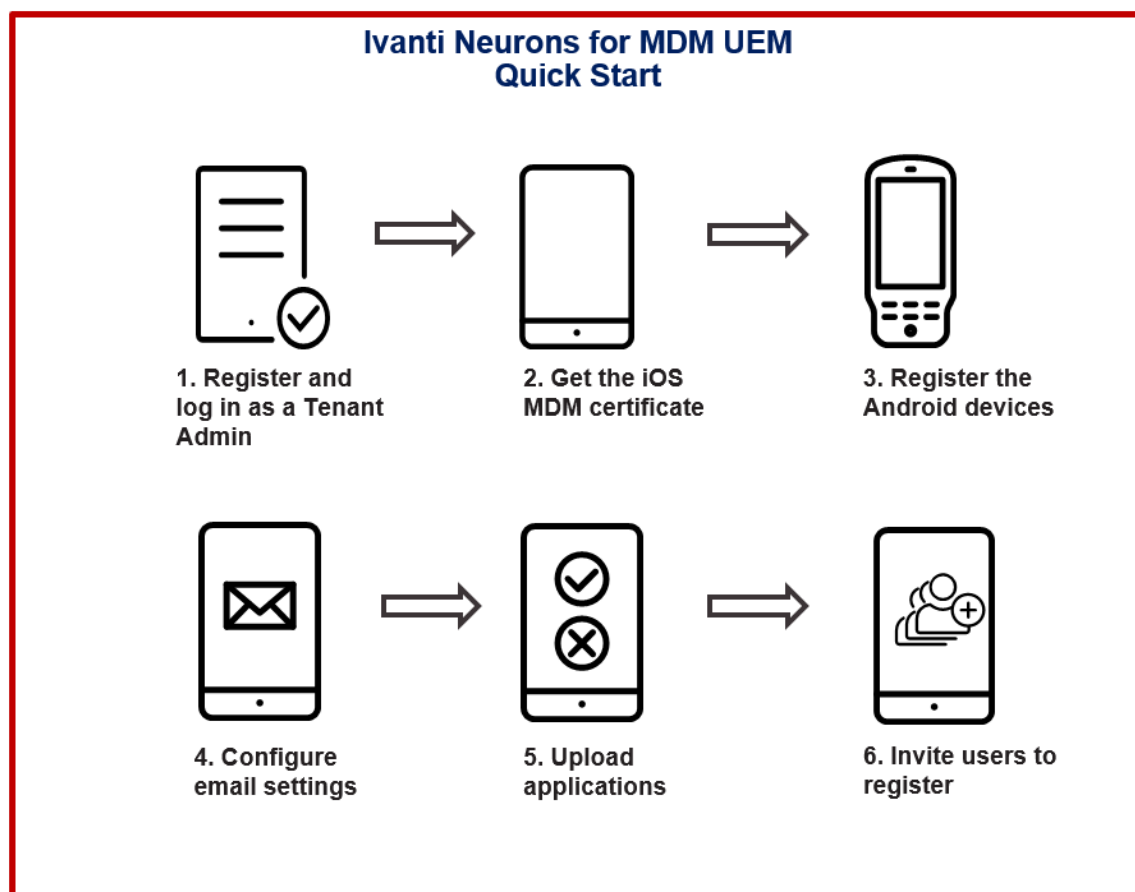 Ivanti Neurons for MDM UEM
Quick Start
1. Register and
log in as a Tenant
Admin
2. Get the iOS
MDM certificate
3. Register the
Android devices
4. Configure
email settings
5. Upload
applications
6. Invite users to
register